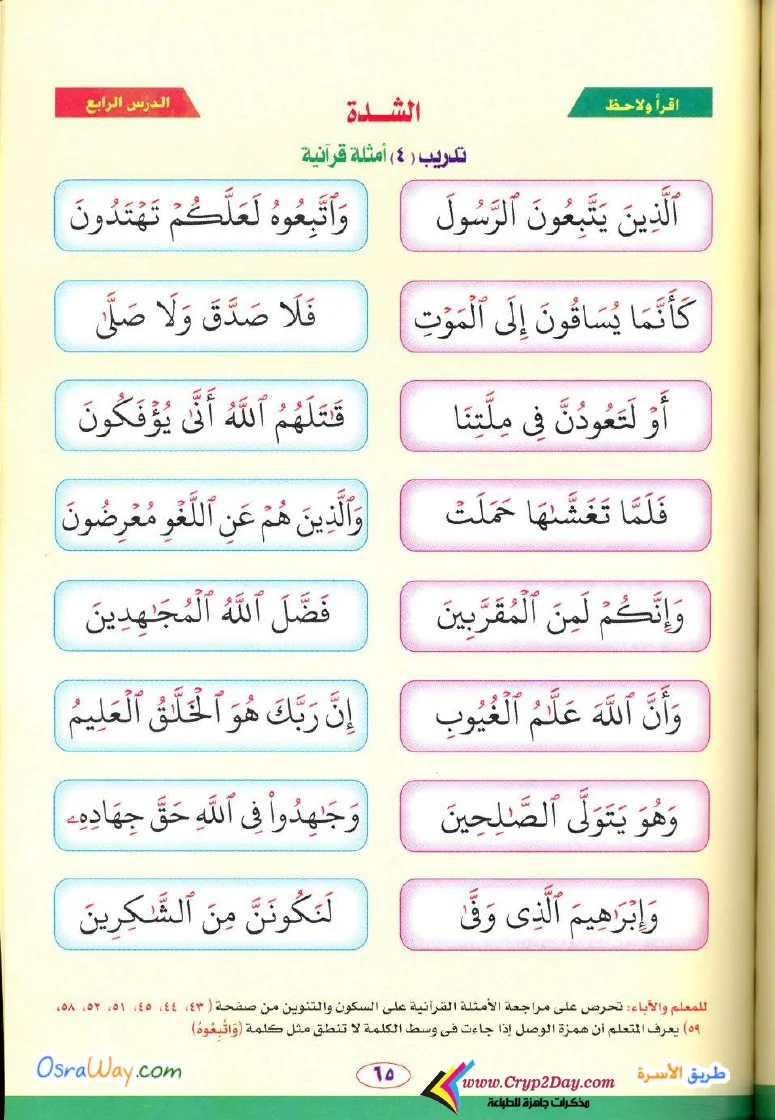 اقرأ ولاحظ
الشدة
الدرس الرابع
تدريب (٤) أمثلة قرآنية
ٱلَّذِينَ يَتَّبِعُونَ ٱلرَّسُولَ
وَٱتَّبِعُوهُ لَعَلَّكُمْ تَهْتَدُونَ
كَأَنَّمَا يُسَاقُونَ إِلَى ٱلْمَوْتِ
فَلَا صَدَّقَ وَلَا صَلَّىٰ
أَوْ لَتَعُودُنَّ فِى مِلَّتِنَا
قَٰتَلَهُمُ ٱللَّهُ أَنَّىٰ يُؤْفَكُونَ
فَلَمَّا تَغَشَّىٰهَا حَمَلَتْ
وَٱلَّذِينَ هُمْ عَنِ ٱللَّغْوِ مُعْرِضُونَ
وَإِنَّكُمْ لَمِنَ ٱلْمُقَرَّبِينَ
فَضَّلَ ٱللَّهُ ٱلْمُجَٰهِدِينَ
وَأَنَّ ٱللَّهَ عَلَّٰمُ ٱلْغُيُوبِ
إِنَّ رَبَّكَ هُوَ ٱلْخَلَّٰقُ ٱلْعَلِيمُ
وَهُوَ يَتَوَلَّى ٱلصَّٰلِحِينَ
وَجَٰهِدُوا۟ فِى ٱللَّهِ حَقَّ جِهَادِهِۦ
وَإِبْرَٰهِيمَ ٱلَّذِى وَفَّىٰ
لَنَكُونَنَّ مِنَ ٱلشَّٰكِرِينَ
للمعلم والآباء: تحرص على مراجعة الأمثلة القرآنية على السكون والتنوين من صفحة (٤٣، ٤٤، ٤٥، ٥١، ٥٢، ٥٨،
٥٩) يعرف المتعلم أن همزة الوصل إذا جاءت فى وسط الكلمة لا تنطق مثل كلمة (وَاتَّبِعُوهُ)
طريق الأسرة
www.Cryp2Day.com
مذكرات جاهزة للطباعة
٦٥
OsraWay.com